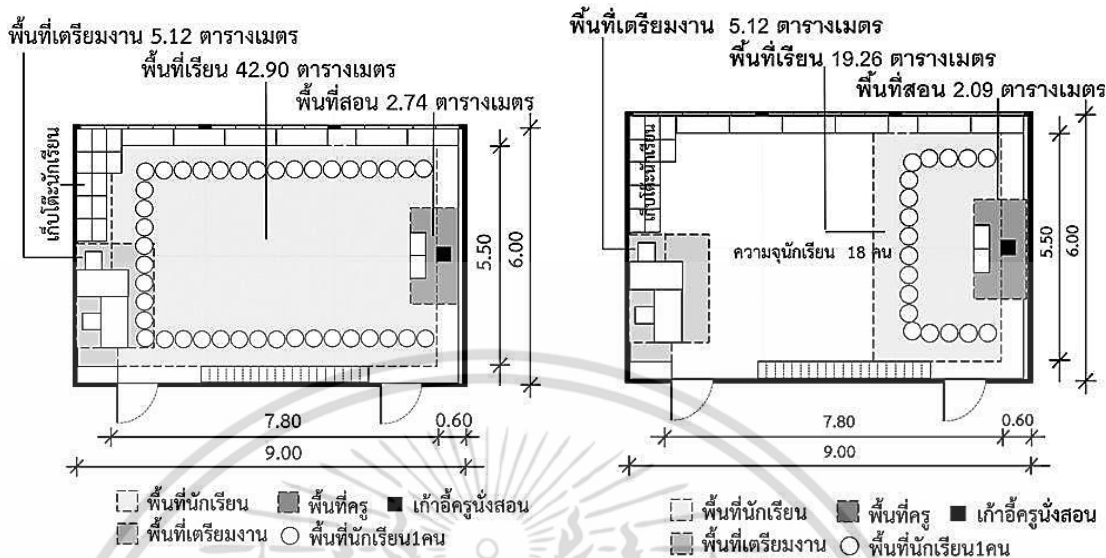 พื้นที่เตรียมงาน 5.12 ตารางเมตร
พื้นที่เรียน 42.90 ตารางเมตร
พื้นที่สอน 2.74 ตารางเมตร
เก็บโต๊ะนักเรียน
5.50
6.00
7.80
0.60
9.00
พื้นที่นักเรียน
พื้นที่ครู
เก้าอี้ครูนั่งสอน
พื้นที่เตรียมงาน
พื้นที่นักเรียน1คน
พื้นที่เตรียมงาน 5.12 ตารางเมตร
พื้นที่เรียน 19.26 ตารางเมตร
พื้นที่สอน 2.09 ตารางเมตร
เก็บโต๊ะนักเรียน
ความจุนักเรียน 18 คน
5.50
6.00
7.80
0.60
9.00
พื้นที่นักเรียน
พื้นที่ครู
เก้าอี้ครูนั่งสอน
พื้นที่เตรียมงาน
พื้นที่นักเรียน1คน